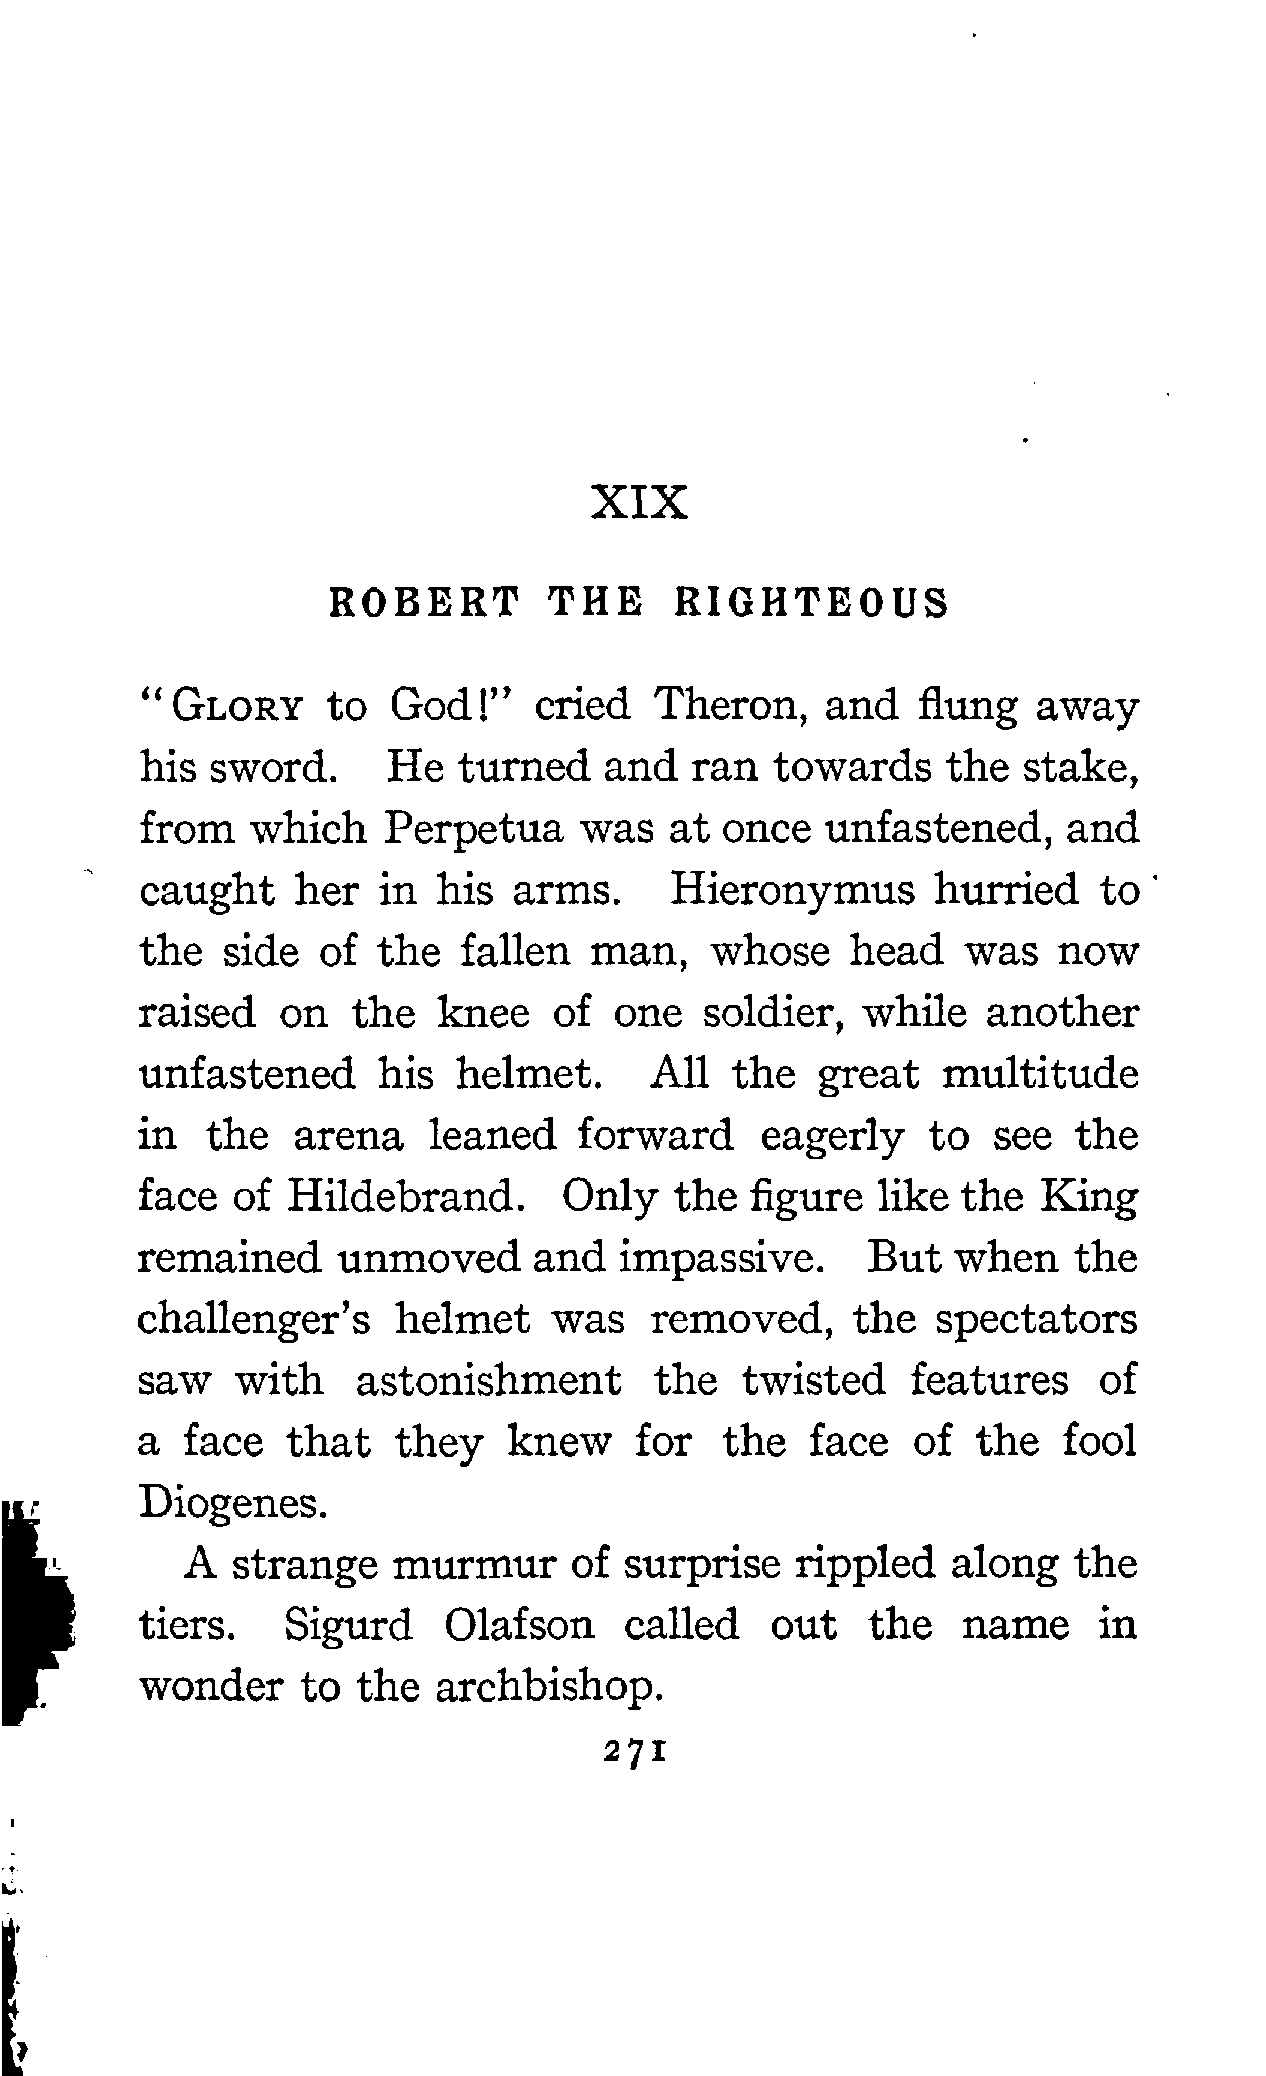 XIX
ROBERT THE RIGHTEOUS
"GLORY to God!" cried Theron, and flung away
his sword. He turned and ran towards the stake,
from which Perpetua was at once unfastened, and
caught her in his arms. Hieronymus hurried to
the side of the fallen man, whose head was now
raised on the knee of one soldier, while another
unfastened his helmet. All the great multitude
in the arena leaned forward eagerly to see the
face of Hildebrand. Only the figure like the King
remained unmoved and impassive. But when the
challenger's helmet was removed, the spectators
saw with astonishment the twisted features of
a face that they knew for the face of the fool
Diogenes.
A strange murmur of surprise rippled along the
tiers. Sigurd Olafson called out the name in
wonder to the archbishop.
271